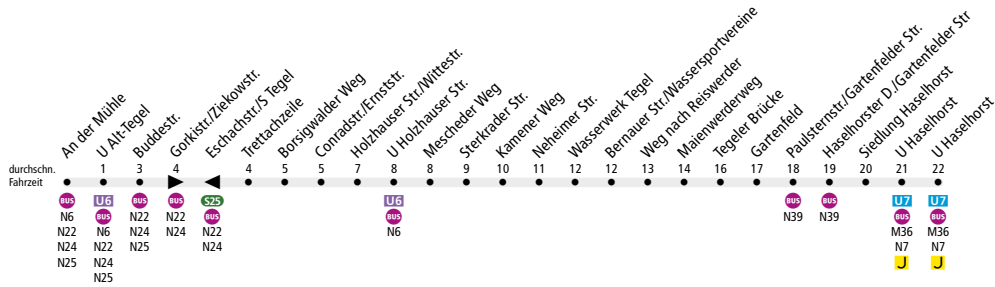 An der Mühle
U Alt-Tegel
Buddestr.
Gorkistr./Ziekowstr.
Eschachstr./S Tegel
Trettachzeile
Borsigwalder Weg
Conradstr./Ernststr.
Holzhauser Str./Wittestr.
U Holzhauser Str.
Mescheder Weg
Sterkrader Str.
Kamener Weg
Neheimer Str.
Wasserwerk Tegel
Bernauer Str./Wassersportvereine
Weg nach Reiswerder
Maienwerderweg
Tegeler Brücke
Gartenfeld
Paulsternstr./Gartenfelder Str.
Haselhorster D./Gartenfelder Str
Siedlung Haselhorst
U Haselhorst
U Haselhorst
durchschn. 1 3 4 4 5 5 7 8 8 9 10 11 12 12 13 14 16 17 18 19 20 21 22
Fahrzeit
BUS U6 BUS BUS S25 U6 BUS BUS U7 U7
N6 BUS N22 N22 BUS BUS N39 N39 BUS BUS
N22 N6 N24 N24 N22 N6 M36 M36
N24 N22 N25 N24 N7 N7
N25 N24 J J
N25